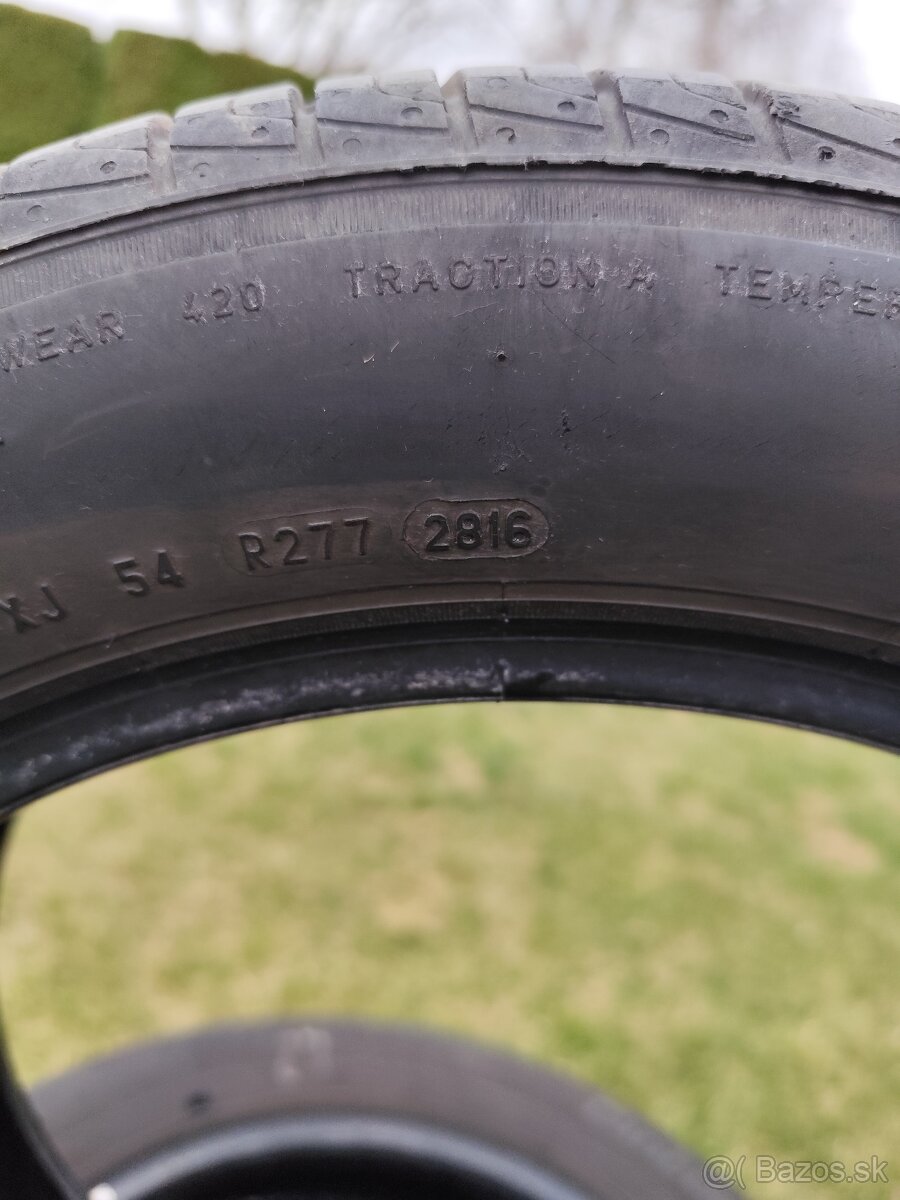 WEAR 420 TRACTION A TEMPER
XJ 54 R277 2816
@( Bazos.sk